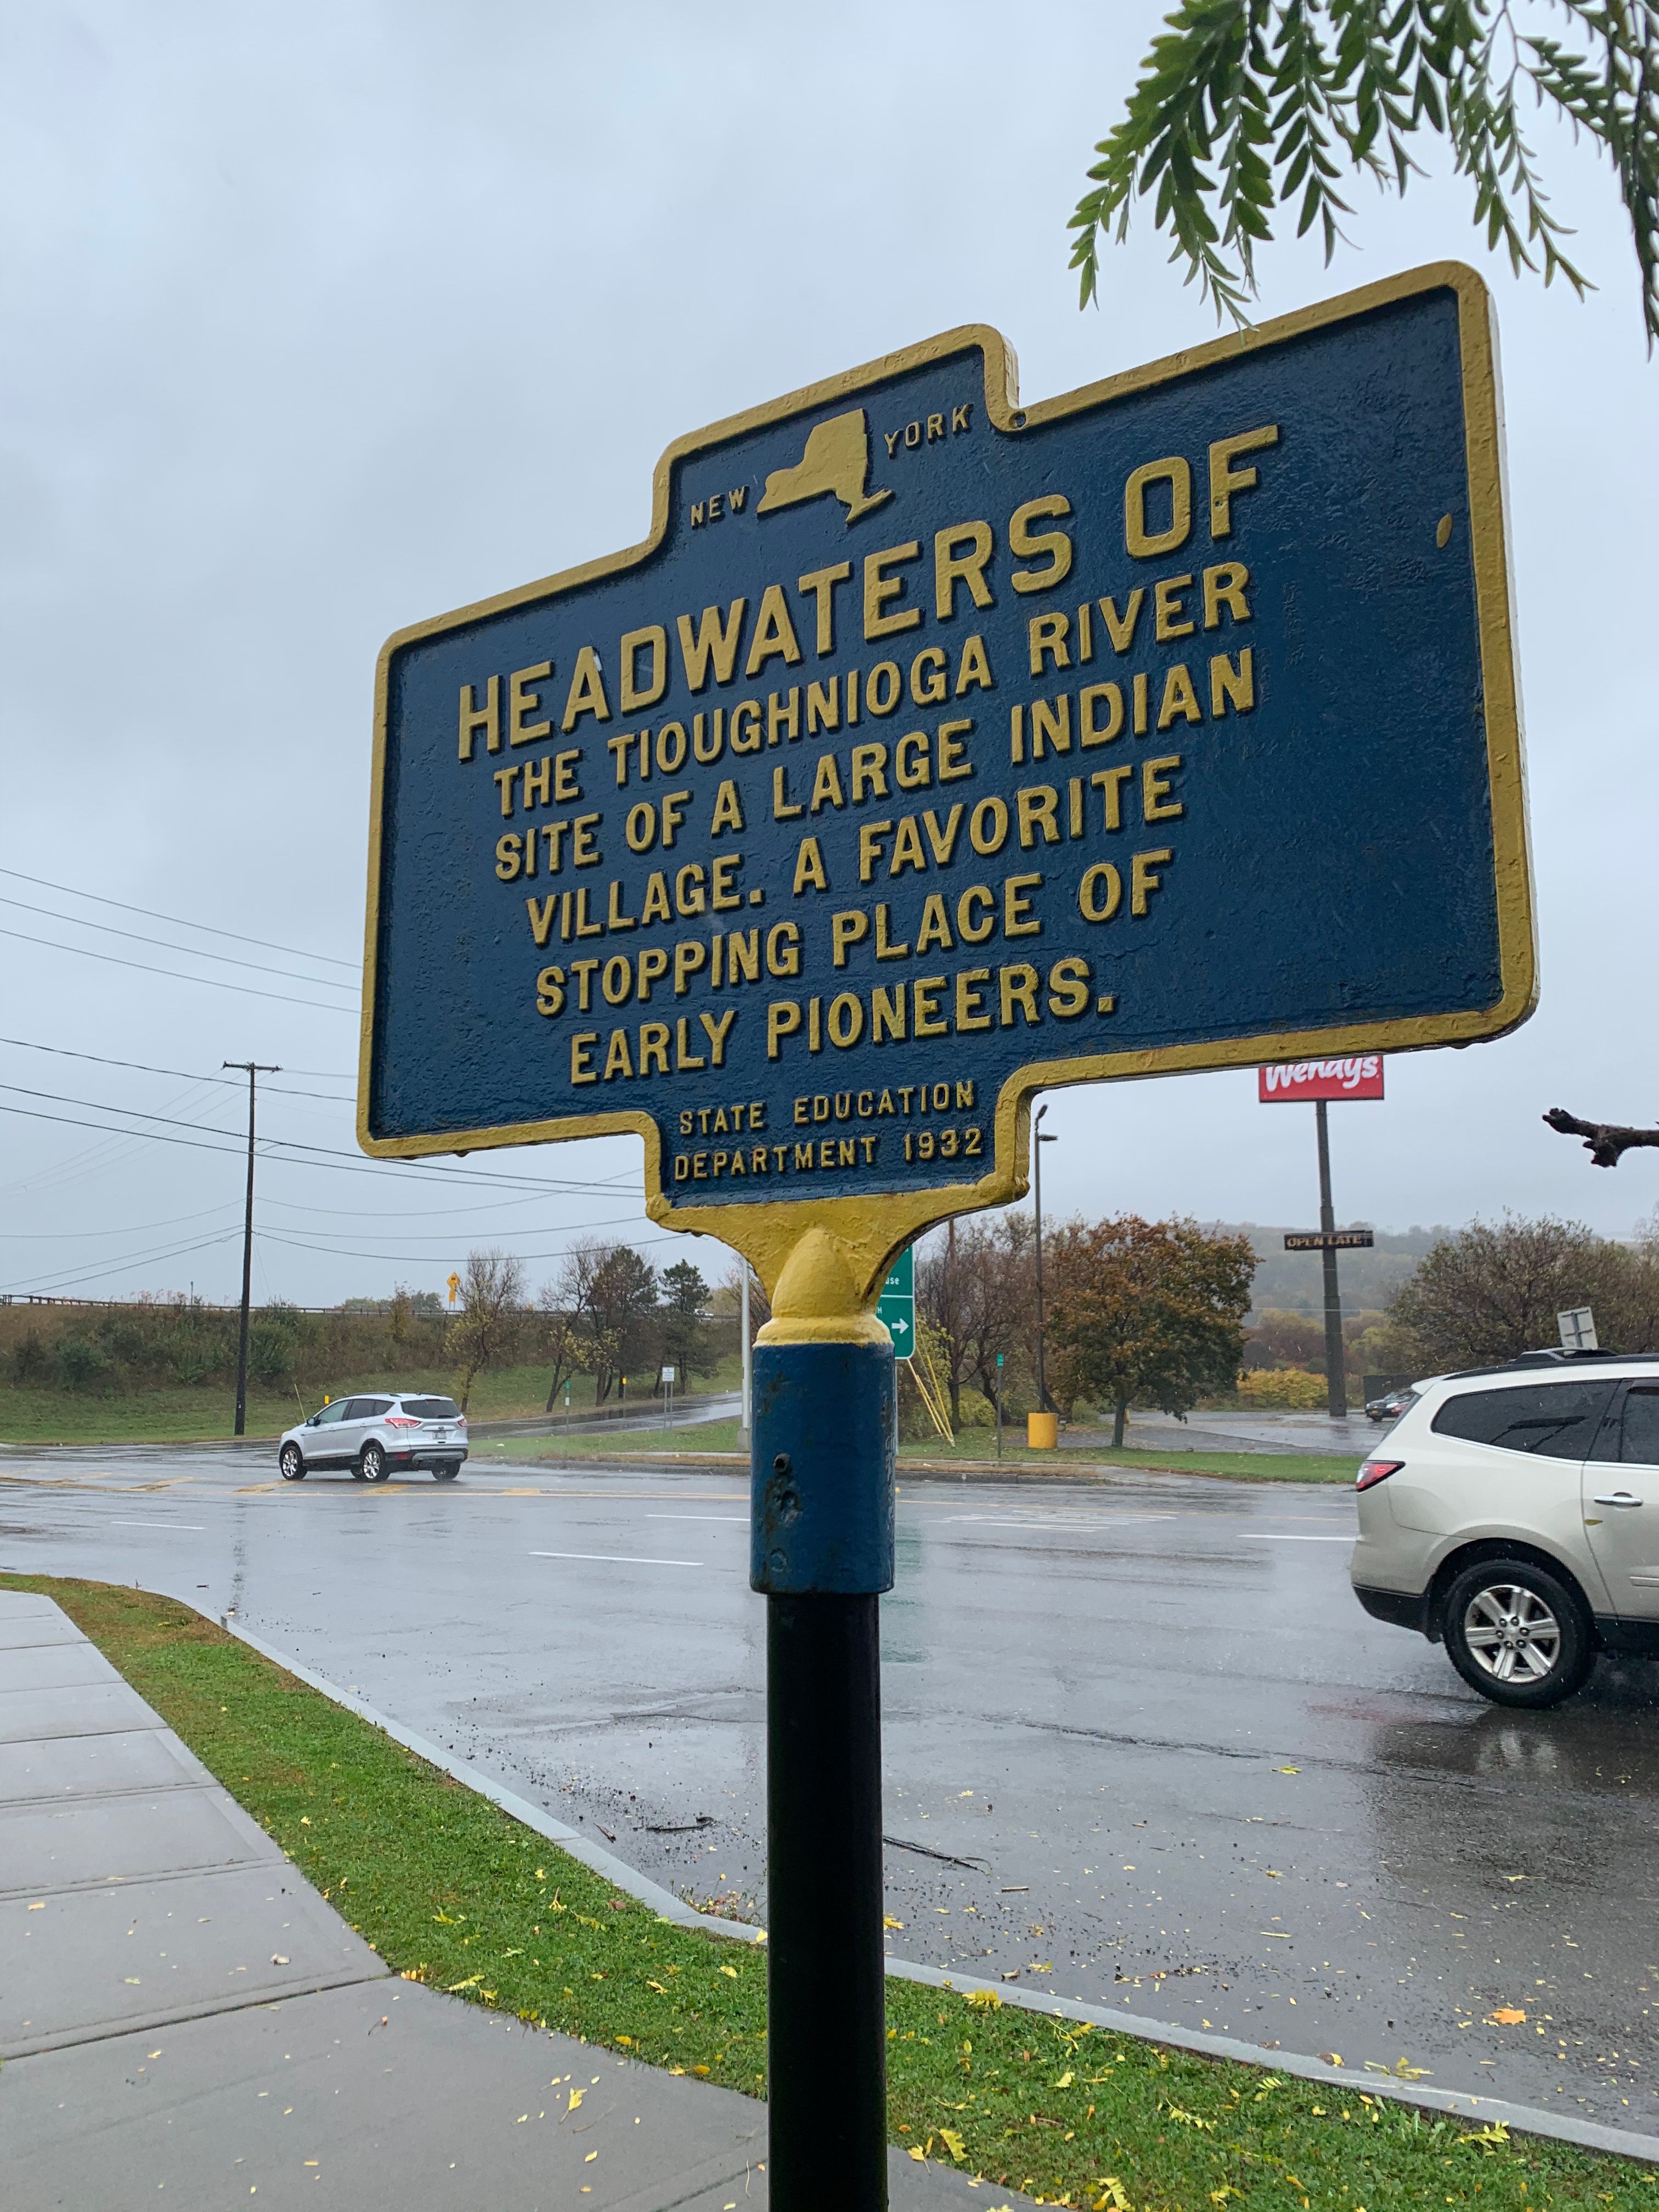 NEW YORK
HEADWATERS OF
THE TIOUGHNIOGA RIVER
SITE OF A LARGE INDIAN
VILLAGE. A FAVORITE
STOPPING PLACE OF
EARLY PIONEERS.
STATE EDUCATION
DEPARTMENT 1932
Wendy's
OPEN LATE